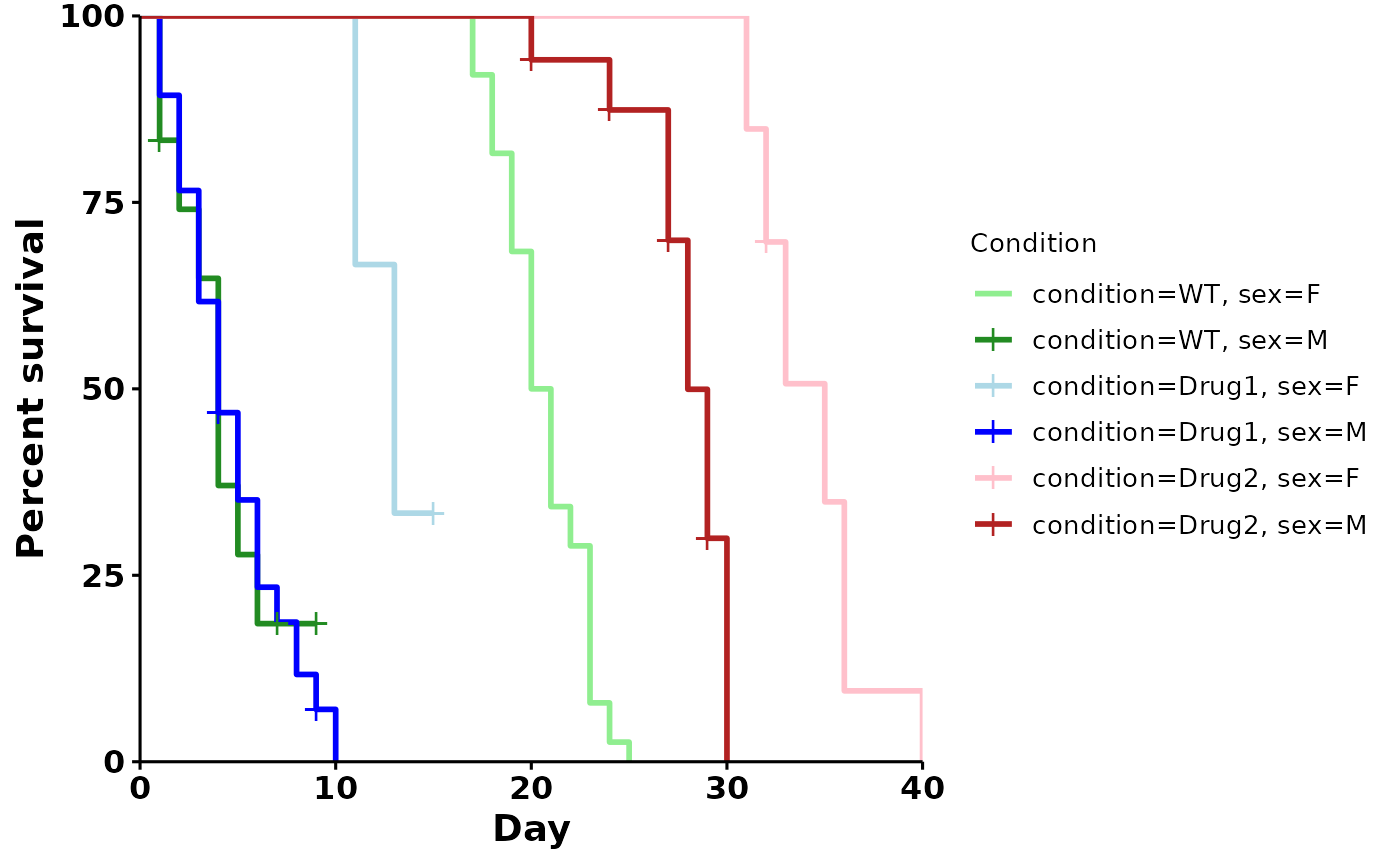 Percent survival
100
75
50
25
0
0 10 20 30 40
Day
Condition
condition=WT, sex=F
condition=WT, sex=M
condition=Drug1, sex=F
condition=Drug1, sex=M
condition=Drug2, sex=F
condition=Drug2, sex=M